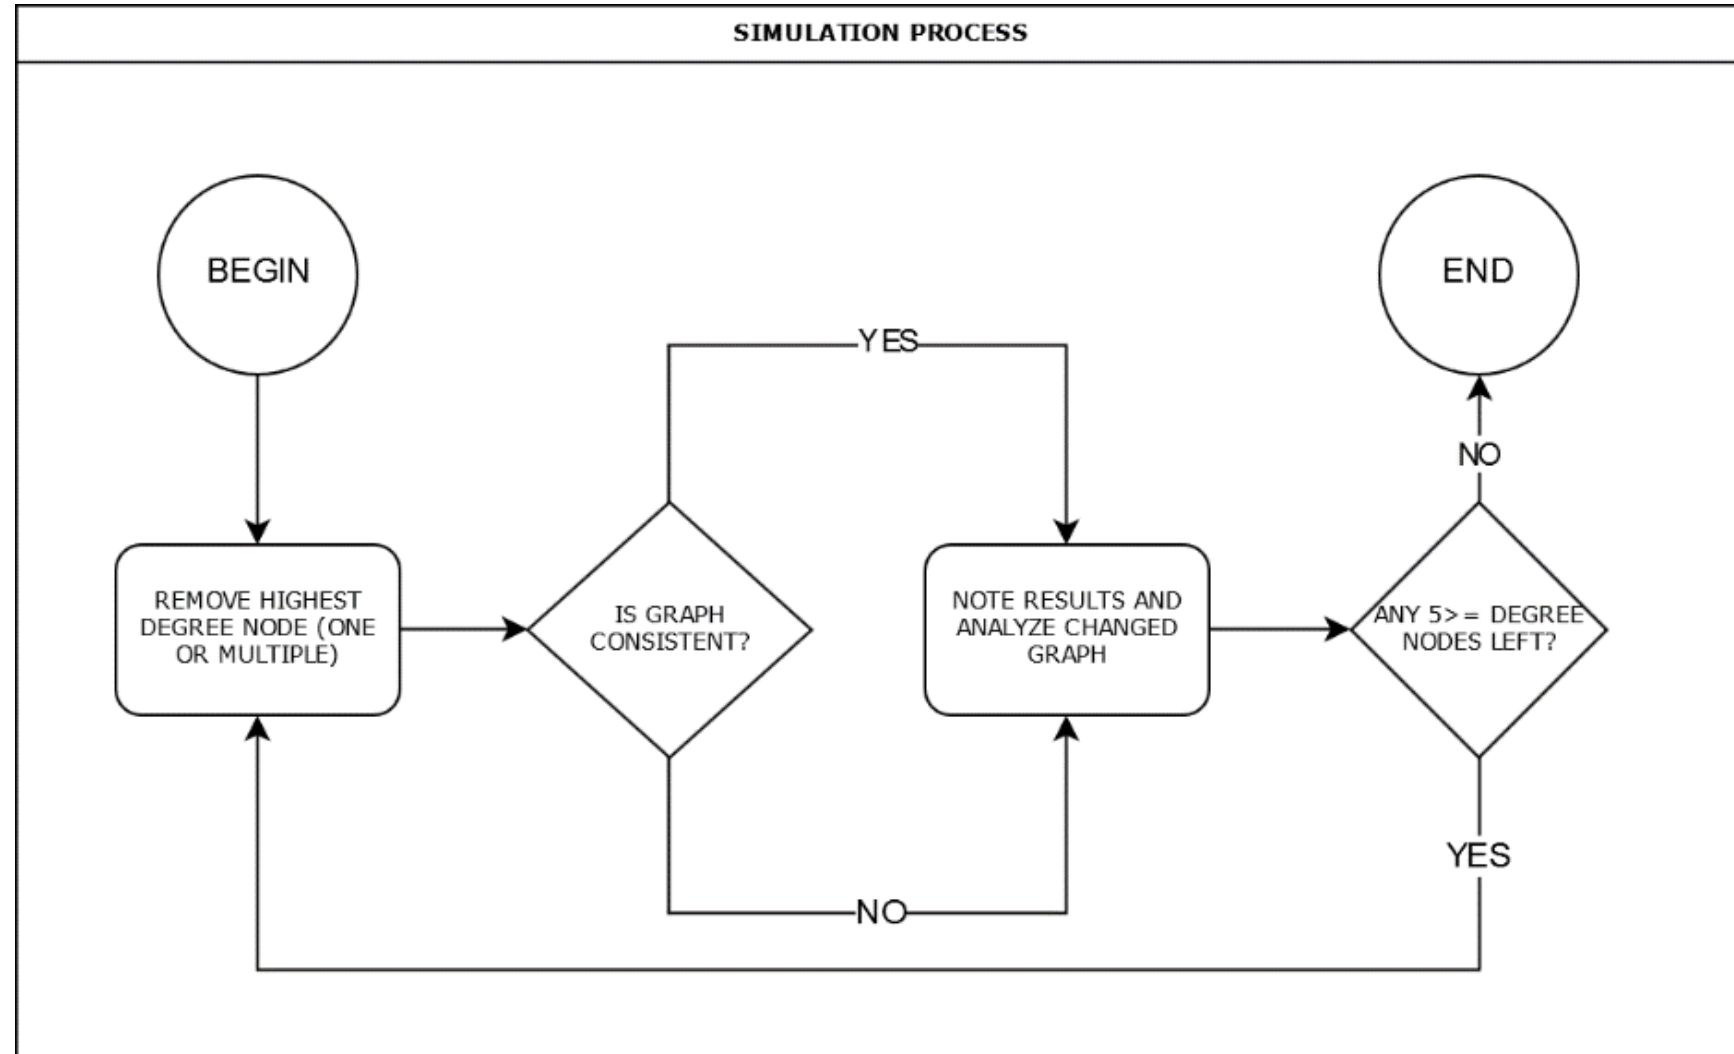 SIMULATION PROCESS
BEGIN
END
YES
NO
REMOVE HIGHEST
DEGREE NODE (ONE
OR MULTIPLE)
IS GRAPH
CONSISTENT?
NOTE RESULTS AND
ANALYZE CHANGED
GRAPH
ANY 5>= DEGREE
NODES LEFT?
YES
NO